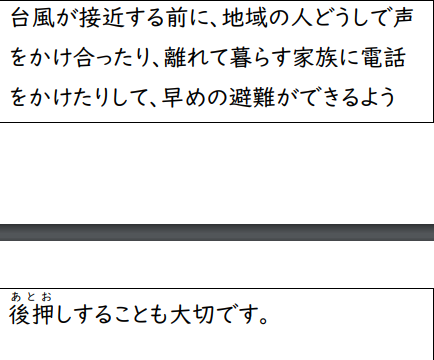 台風が接近する前に、地域の人どうしで声
をかけ合ったり、離れて暮らす家族に電話
をかけたりして、早めの避難ができるよう
あとお
後押しすることも大切です。